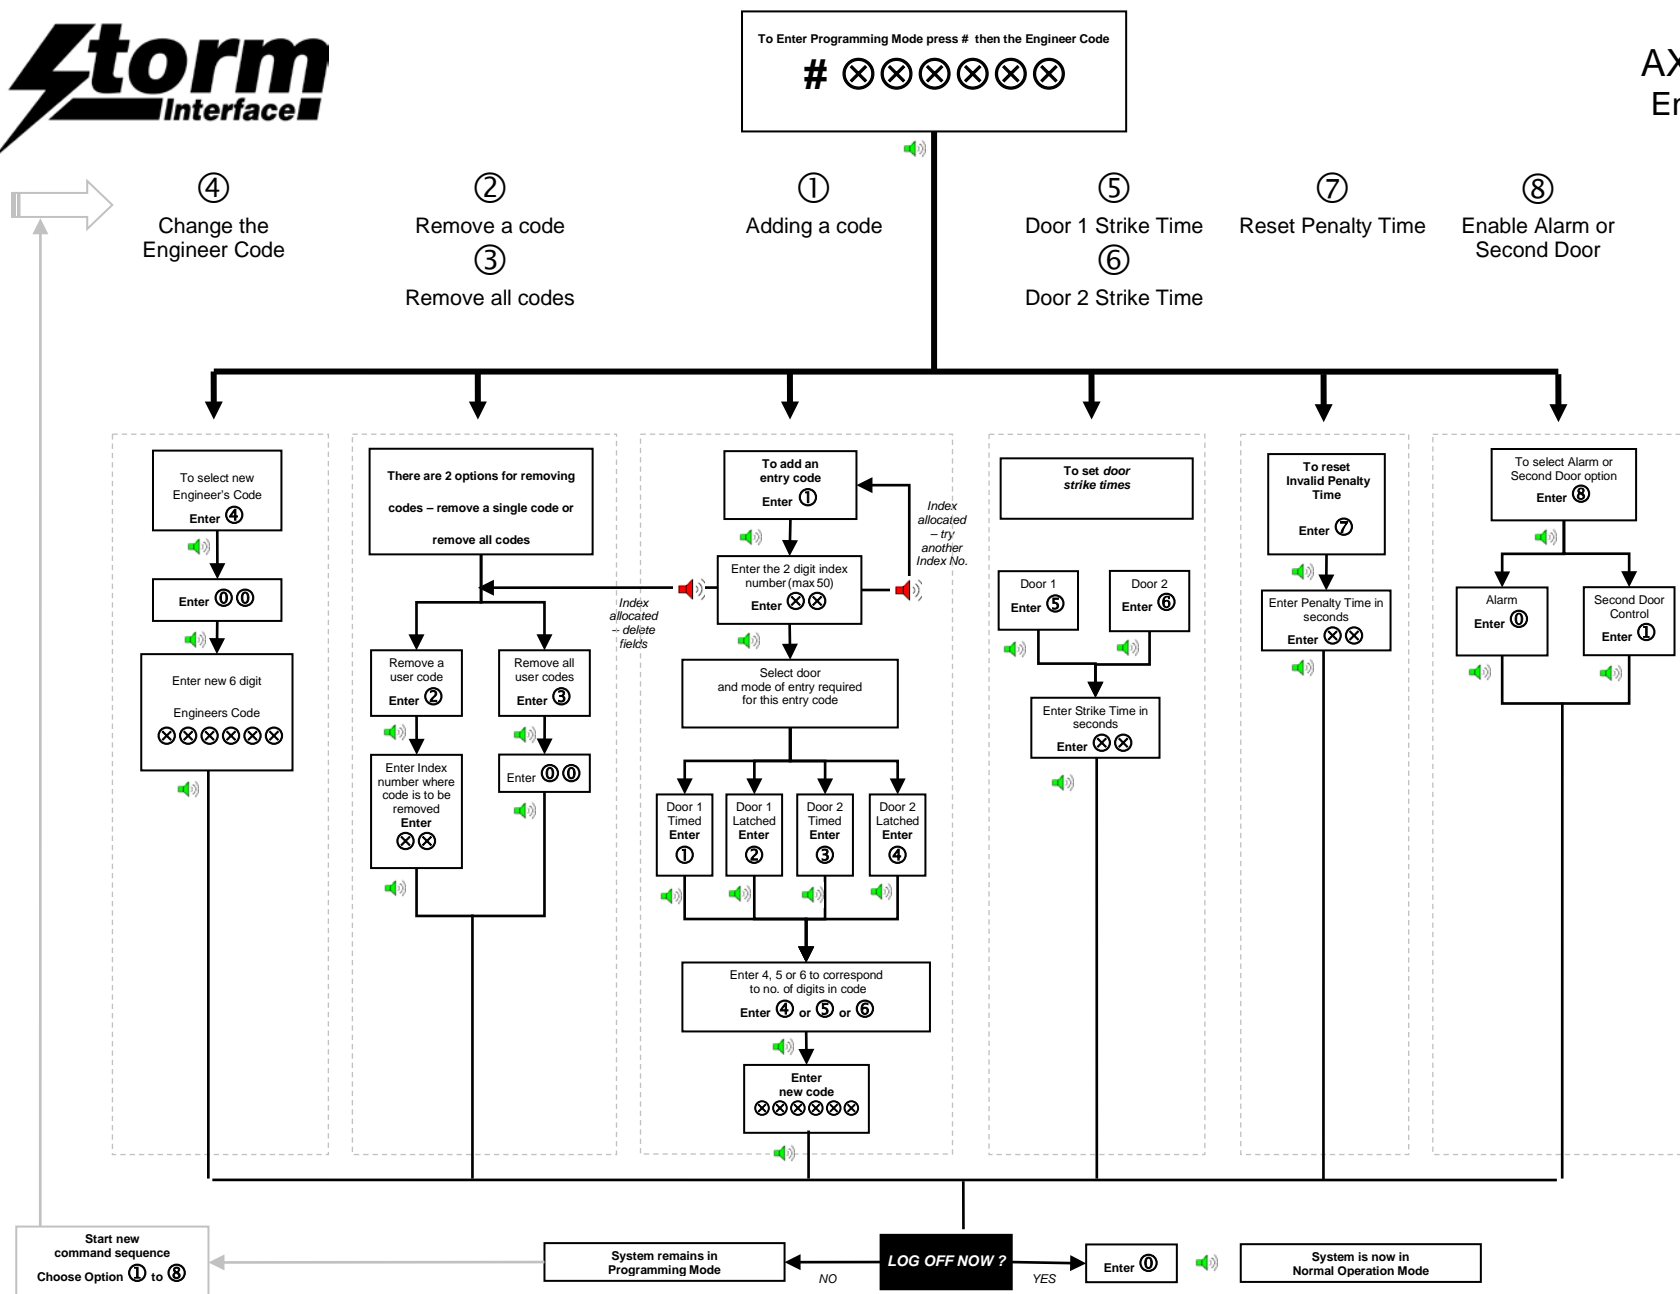 Storm
Interface
To Enter Programming Mode press # then the Engineer Code
# ⊗⊗⊗⊗⊗⊗
④
Change the
Engineer Code
②
Remove a code
③
Remove all codes
①
Adding a code
⑤
Door 1 Strike Time
⑥
Door 2 Strike Time
⑦
Reset Penalty Time
⑧
Enable Alarm or
Second Door
To select new
Engineer's Code
Enter ④
Enter ⓪⓪
Enter new 6 digit
Engineers Code
⊗⊗⊗⊗⊗⊗
There are 2 options for removing
codes – remove a single code or
remove all codes
Remove a
user code
Enter ②
Enter Index
number where
code is to be
removed
Enter
⊗⊗
Remove all
user codes
Enter ③
Enter ⓪⓪
Index
allocated
– delete
fields
To add an
entry code
Enter ①
Index
allocated
– try
another
Index No.
Enter the 2 digit index
number (max 50)
Enter ⊗⊗
Select door
and mode of entry required
for this entry code
Door 1
Timed
Enter
①
Door 1
Latched
Enter
②
Door 2
Timed
Enter
③
Door 2
Latched
Enter
④
Enter 4, 5 or 6 to correspond
to no. of digits in code
Enter ④ or ⑤ or ⑥
Enter
new code
⊗⊗⊗⊗⊗⊗
To set door
strike times
Door 1
Enter ⑤
Door 2
Enter ⑥
Enter Strike Time in
seconds
Enter ⊗⊗
To reset
Invalid Penalty
Time
Enter ⑦
Enter Penalty Time in
seconds
Enter ⊗⊗
To select Alarm or
Second Door option
Enter ⑧
Alarm
Enter ⓪
Second Door
Control
Enter ①
Start new
command sequence
Choose Option ① to ⑧
System remains in
Programming Mode
NO
LOG OFF NOW ?
YES
Enter ⓪
System is now in
Normal Operation Mode